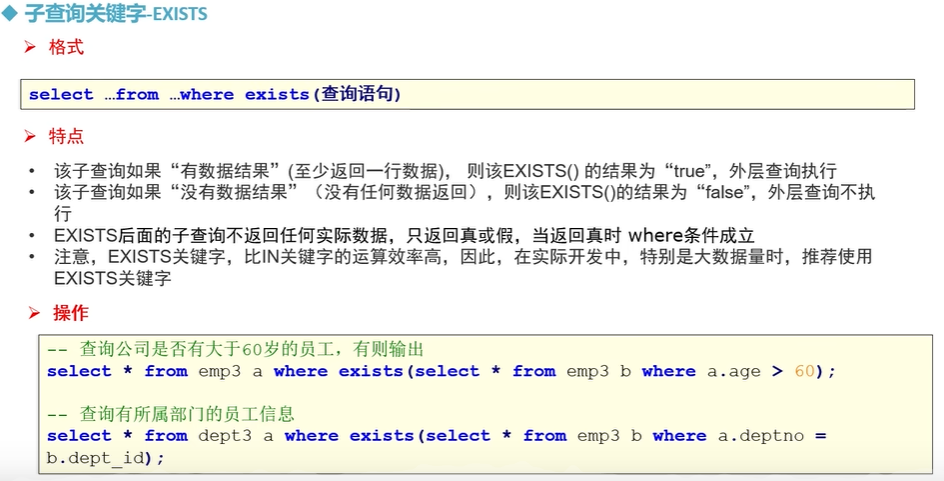 子查询关键字-EXISTS
格式
select …from …where exists(查询语句)
特点
• 该子查询如果“有数据结果”(至少返回一行数据)， 则该EXISTS() 的结果为“true”，外层查询执行
• 该子查询如果“没有数据结果”（没有任何数据返回），则该EXISTS()的结果为“false”，外层查询不执
行
• EXISTS后面的子查询不返回任何实际数据，只返回真或假，当返回真时 where条件成立
• 注意，EXISTS关键字，比IN关键字的运算效率高，因此，在实际开发中，特别是大数据量时，推荐使用
EXISTS关键字
操作
-- 查询公司是否有大于60岁的员工，有则输出
select * from emp3 a where exists(select * from emp3 b where a.age > 60);
-- 查询有所属部门的员工信息
select * from dept3 a where exists(select * from emp3 b where a.deptno =
b.dept_id);